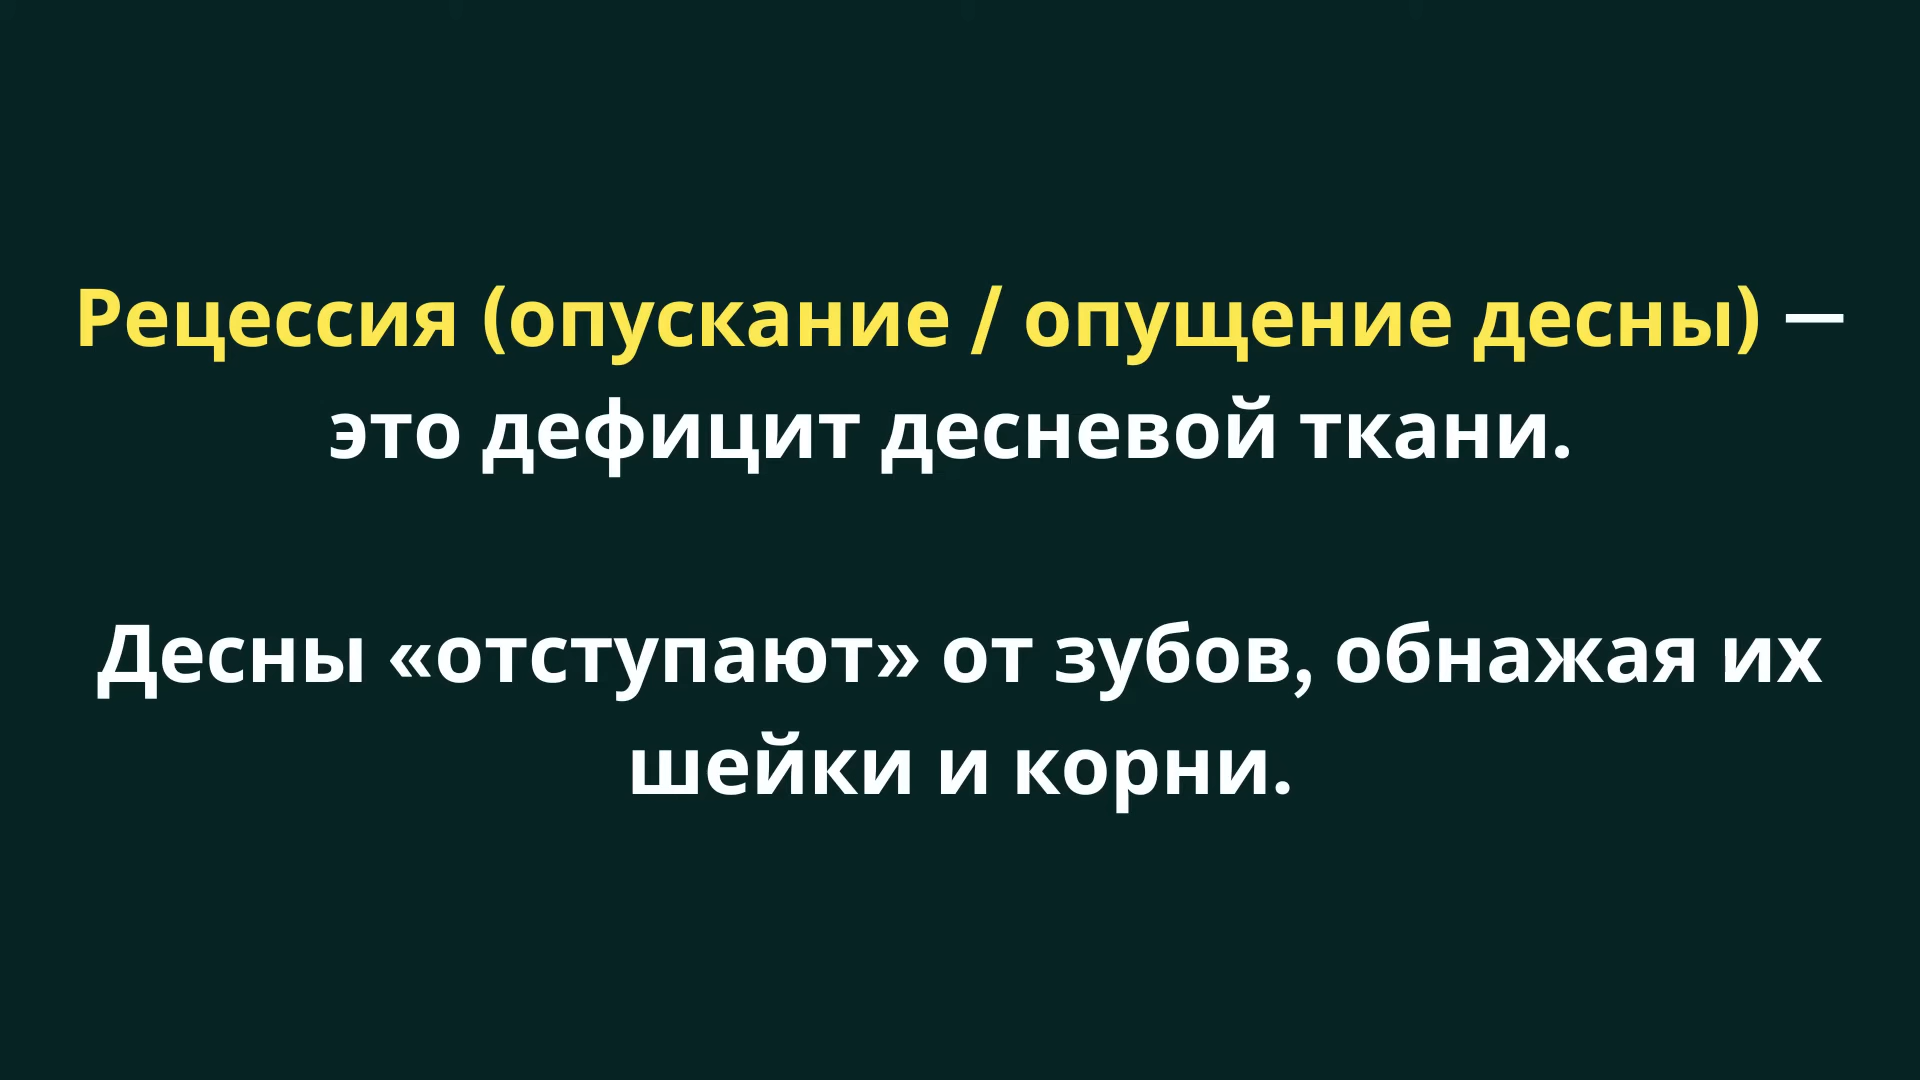 Рецессия (опускание / опущение десны) —
это дефицит десневой ткани.
Десны «отступают» от зубов, обнажая их
шейки и корни.